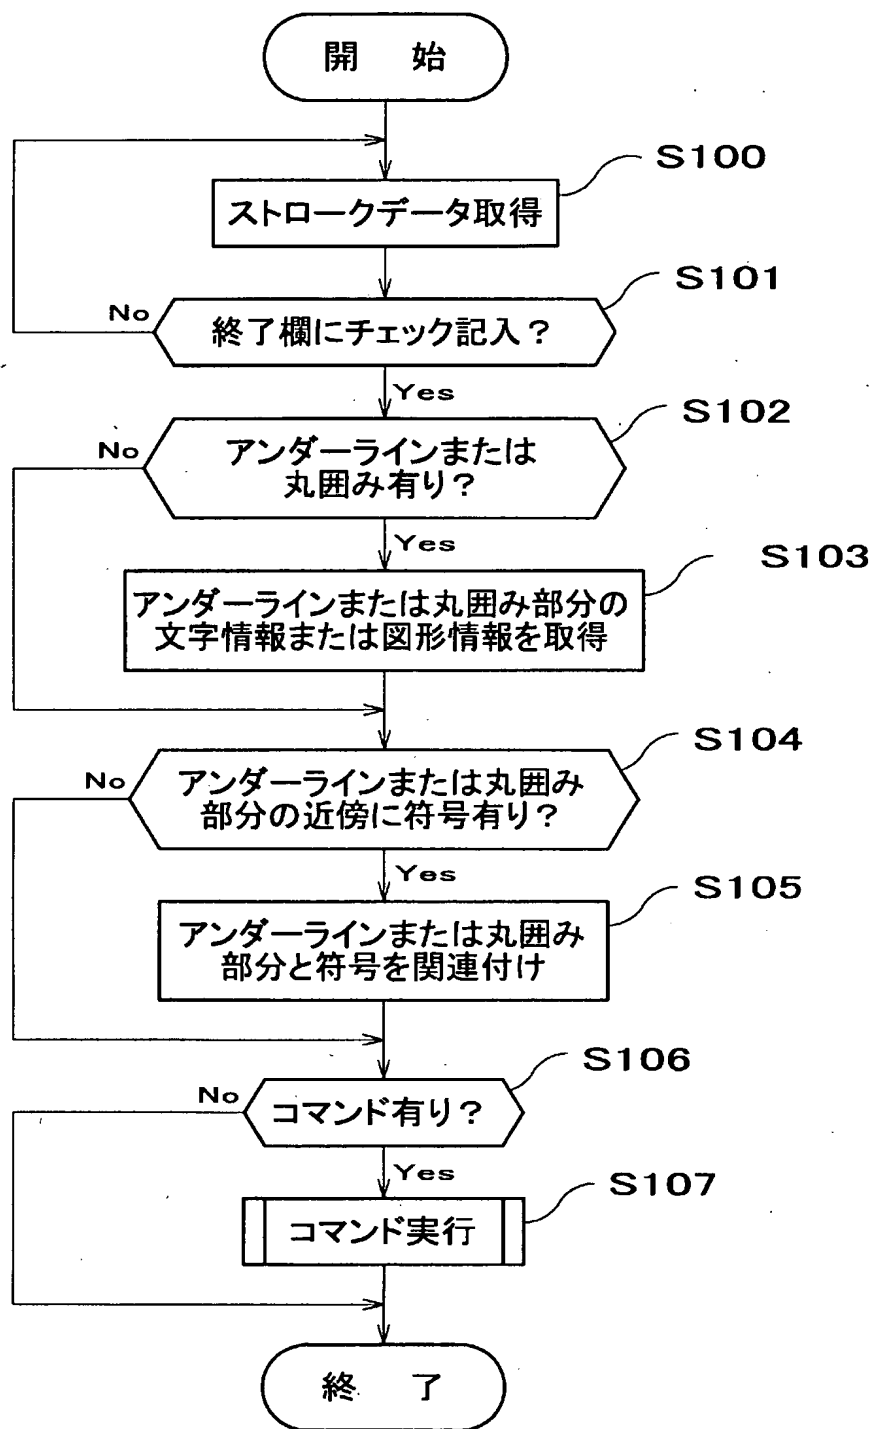 開 始
S100
ストロークデータ取得
S101
No
終了欄にチェック記入？
Yes
S102
No
アンダーラインまたは
丸囲み有り？
Yes
S103
アンダーラインまたは丸囲み部分の
文字情報または図形情報を取得
S104
No
アンダーラインまたは丸囲み
部分の近傍に符号有り？
Yes
S105
アンダーラインまたは丸囲み
部分と符号を関連付け
S106
No
コマンド有り？
Yes
S107
コマンド実行
終 了